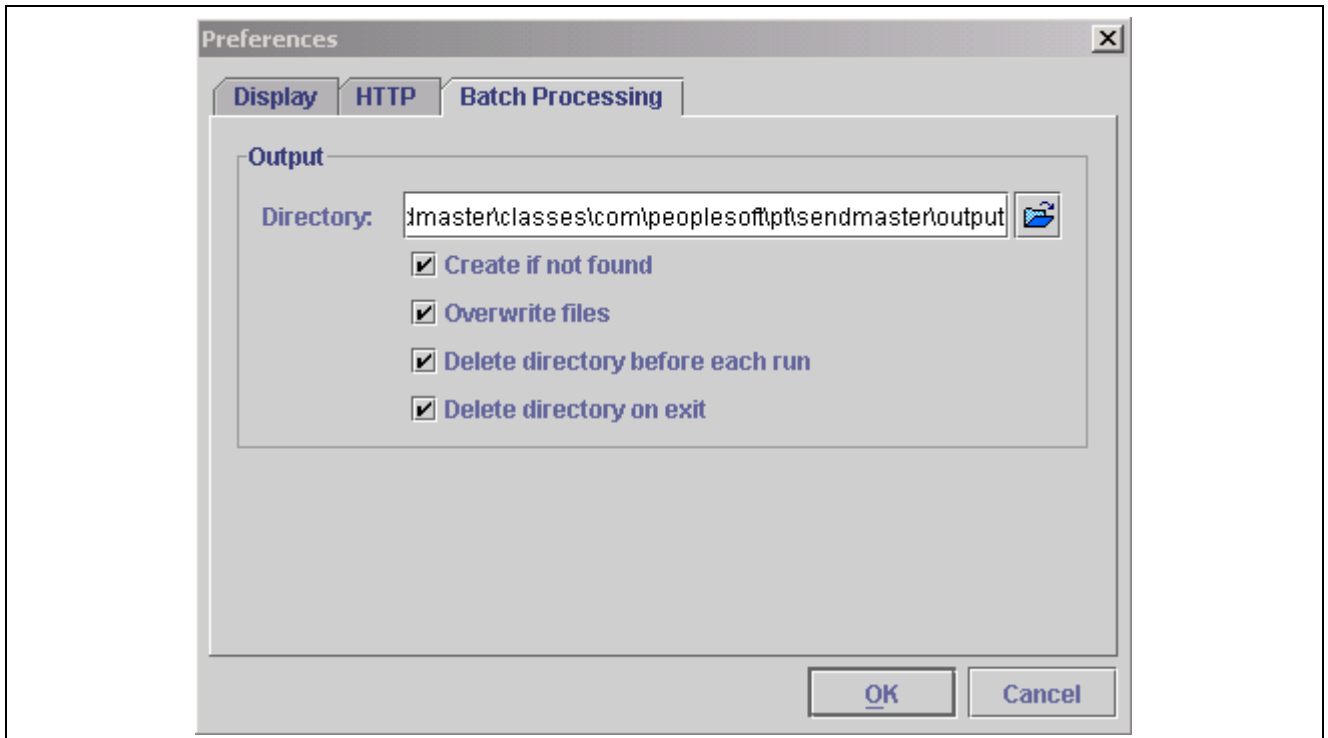 Preferences
Display HTTP Batch Processing
Output
Directory: dmaster\classes\com\peoplesoft\pt\sendmaster\output
Create if not found
Overwrite files
Delete directory before each run
Delete directory on exit
OK Cancel